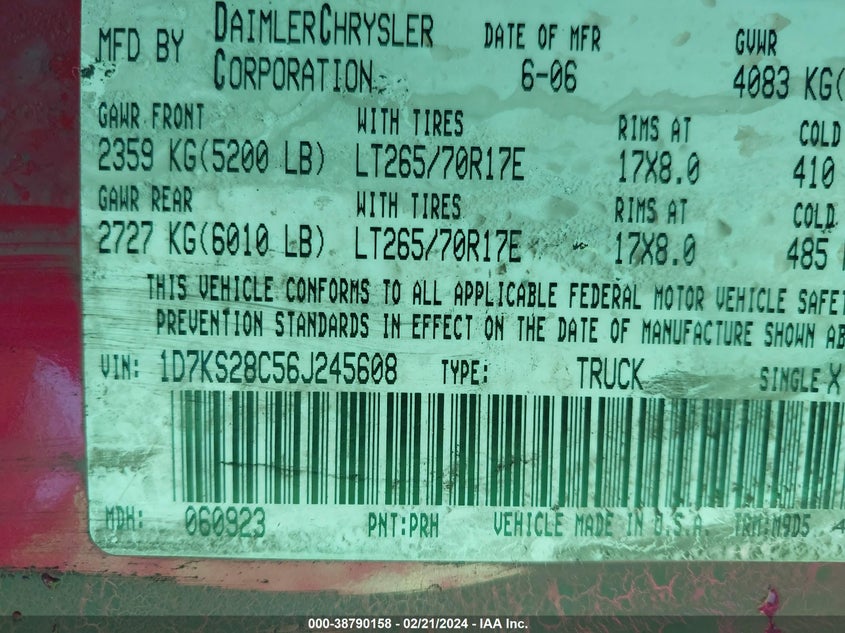 MFD BY DAIMLERCHRYSLER CORPORATION DATE OF MFR 6-06 GVWR 4083 KG(
GAWR FRONT WITH TIRES RIMS AT COLD
2359 KG(5200 LB) LT265/70R17E 17X8.0 410
GAWR REAR WITH TIRES RIMS AT COLD
2727 KG(6010 LB) LT265/70R17E 17X8.0 485
THIS VEHICLE CONFORMS TO ALL APPLICABLE FEDERAL MOTOR VEHICLE SAFET
PREVENTION STANDARDS IN EFFECT ON THE DATE OF MANUFACTURE SHOWN AB
VIN: 1D7KS28C56J245608 TYPE: TRUCK SINGLE X
MDH: 060923 PNT:PRH VEHICLE MADE IN U.S.A. TRM:M9D5 4
000-38790158 - 02/21/2024 - IAA Inc.